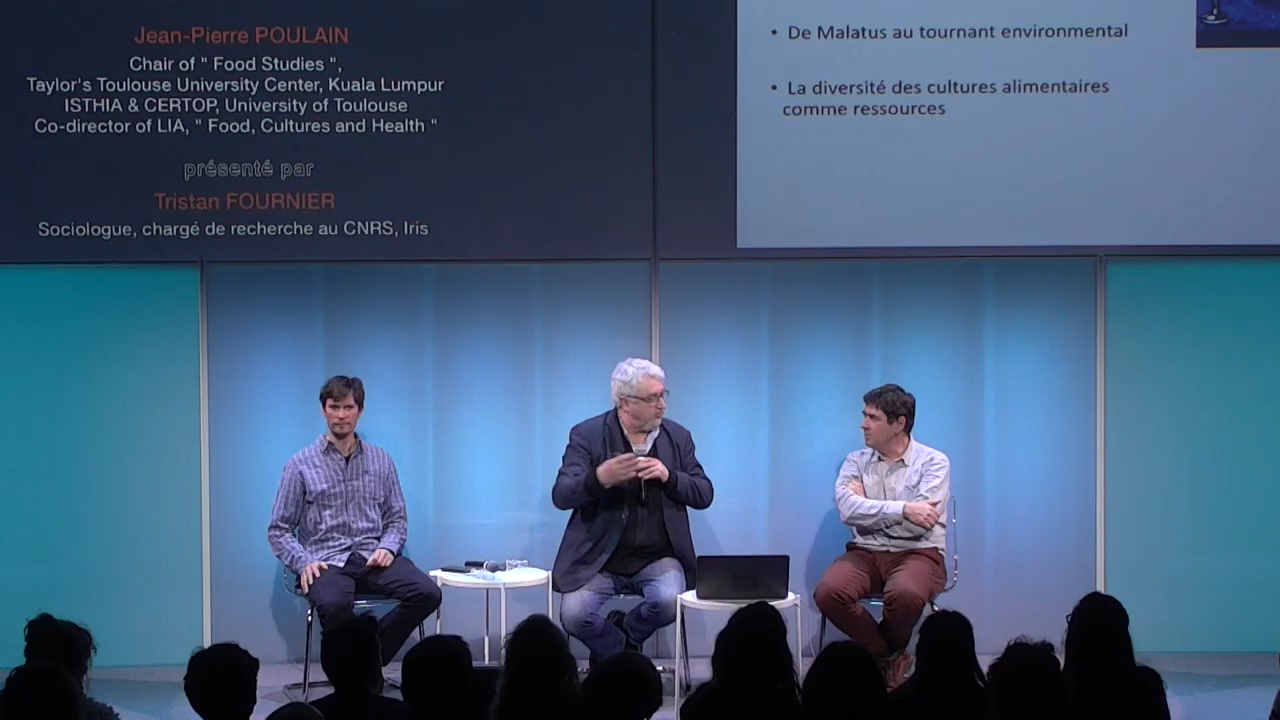 Jean-Pierre POULAIN
Chair of " Food Studies ",
Taylor's Toulouse University Center, Kuala Lumpur
ISTHIA & CERTOP, University of Toulouse
Co-director of LIA, " Food, Cultures and Health "
présenté par
Tristan FOURNIER
Sociologue, chargé de recherche au CNRS, Iris
• De Malatus au tournant environmental
• La diversité des cultures alimentaires
comme ressources